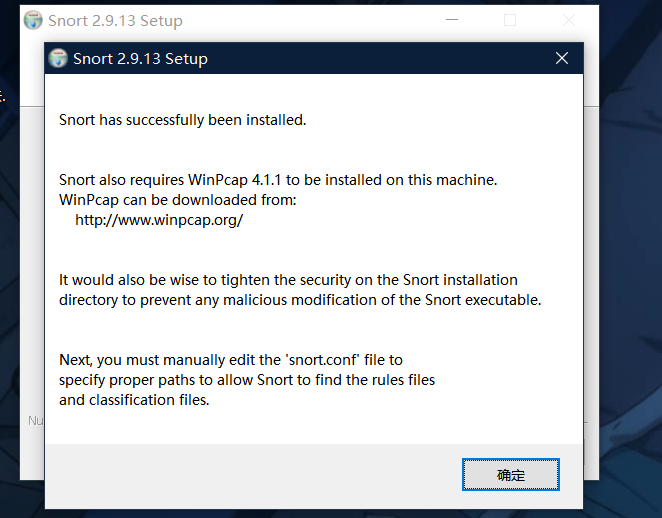 Snort 2.9.13 Setup
Snort 2.9.13 Setup
Snort has successfully been installed.
Snort also requires WinPcap 4.1.1 to be installed on this machine.
WinPcap can be downloaded from:
http://www.winpcap.org/
It would also be wise to tighten the security on the Snort installation
directory to prevent any malicious modification of the Snort executable.
Next, you must manually edit the 'snort.conf' file to
specify proper paths to allow Snort to find the rules files
and classification files.
Nu
确定